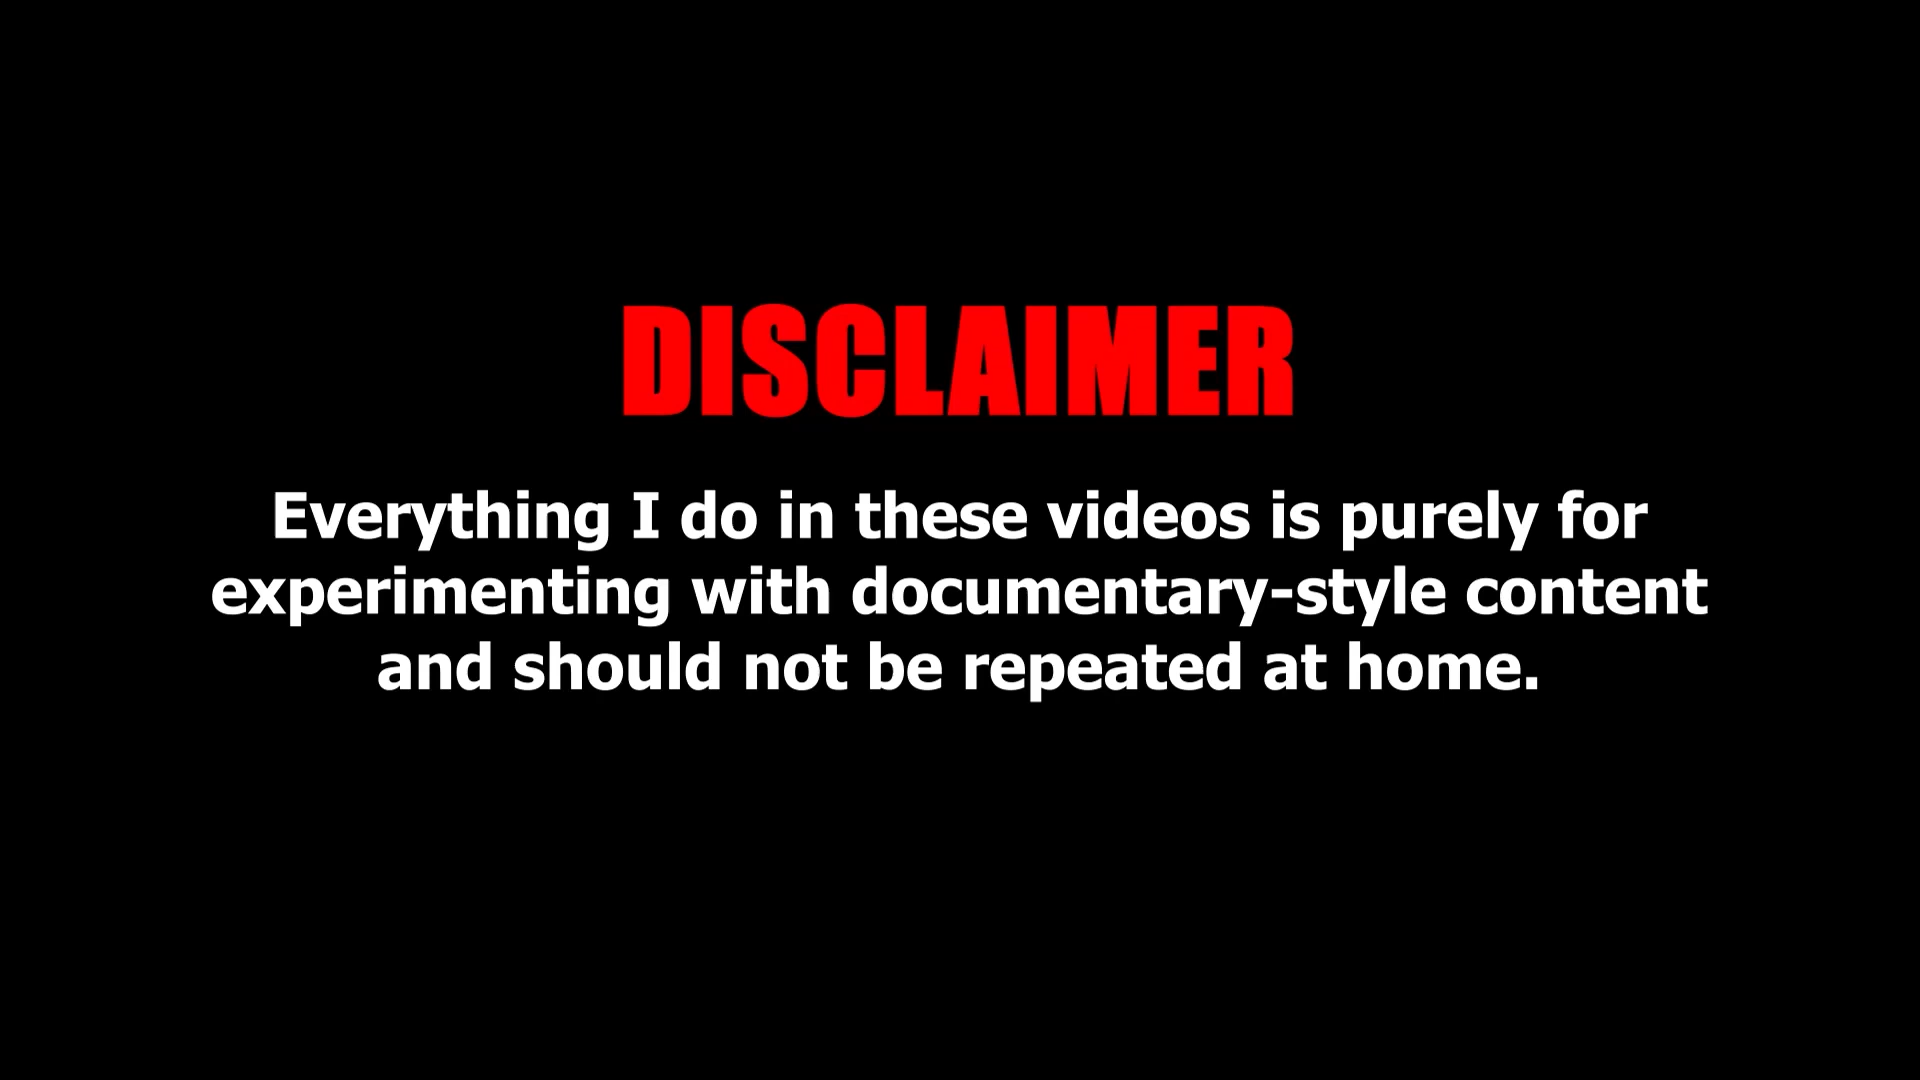 DISCLAIMER
Everything I do in these videos is purely for
experimenting with documentary-style content
and should not be repeated at home.